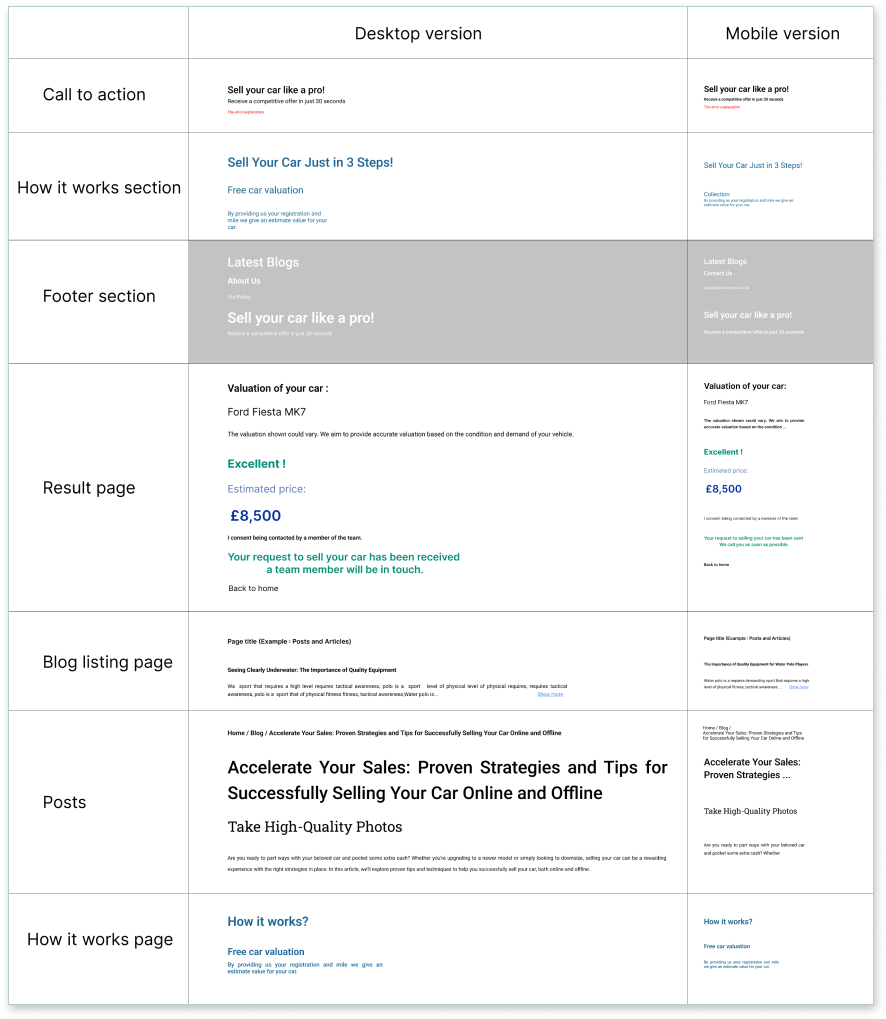 Desktop version
Mobile version
Call to action
Sell your car like a pro!
Receive a competitive offer in just 30 seconds
The error explanation
Sell your car like a pro!
Receive a competitive offer in just 30 seconds
The error explanation
How it works section
Sell Your Car Just in 3 Steps!
Free car valuation
By providing us your registration and
mile we give an estimate value for your
car.
Sell Your Car Just in 3 Steps!
Collection
By providing us your registration and mile we give an
estimate value for your car.
Footer section
Latest Blogs
About Us
Our Policy
Sell your car like a pro!
Receive a competitive offer in just 30 seconds
Latest Blogs
Contact Us
Sell your car like a pro!
Receive a competitive offer in just 30 seconds
Result page
Valuation of your car :
Ford Fiesta MK7
The valuation shown could vary. We aim to provide accurate valuation based on the condition and demand of your vehicle.
Excellent !
Estimated price:
£8,500
I consent being contacted by a member of the team.
Your request to sell your car has been received
a team member will be in touch.
Back to home
Valuation of your car:
Ford Fiesta MK7
The valuation shown could vary. We aim to provide
accurate valuation based on the condition ..
Excellent !
Estimated price:
£8,500
I consent being contacted by a member of the team
Your request to selling your car has been sent
We call you as soon as possible.
Back to home
Blog listing page
Page title (Example : Posts and Articles)
Seeing Clearly Underwater: The Importance of Quality Equipment
Wa sport that requires a high level requires tactical awareness, polo is a sport level of physical level of physical requires, requires tactical
awareness, polo is a sport that of physical fitness fitness, tactical awareness;Water polo is...
Show more
Page title (Example : Posts and Articles)
The Importance of Quality Equipment for Water Polo Players
Water polo is a requires demanding sport that requires a high
level of physical fitness, tactical awareness ...
Show more
Posts
Home / Blog / Accelerate Your Sales: Proven Strategies and Tips for Successfully Selling Your Car Online and Offline
Accelerate Your Sales: Proven Strategies and Tips for
Successfully Selling Your Car Online and Offline
Take High-Quality Photos
Are you ready to part ways with your beloved car and pocket some extra cash? Whether you're upgrading to a newer model or simply looking to downsize, selling your car can be a rewarding
experience with the right strategies in place. In this article, we'll explore proven tips and techniques to help you successfully sell your car, both online and offline.
Home / Blog /
Accelerate Your Sales: Proven Strategies and Tips
for Successfully Selling Your Car Online and Offline
Accelerate Your Sales:
Proven Strategies ...
Take High-Quality Photos
Are you ready to part ways with your beloved car
and pocket some extra cash? Whether
How it works page
How it works?
Free car valuation
By providing us your registration and mile we give an
estimate value for your car.
How it works?
Free car valuation
By providing us your registration and mile
we give an estimate value for your car.